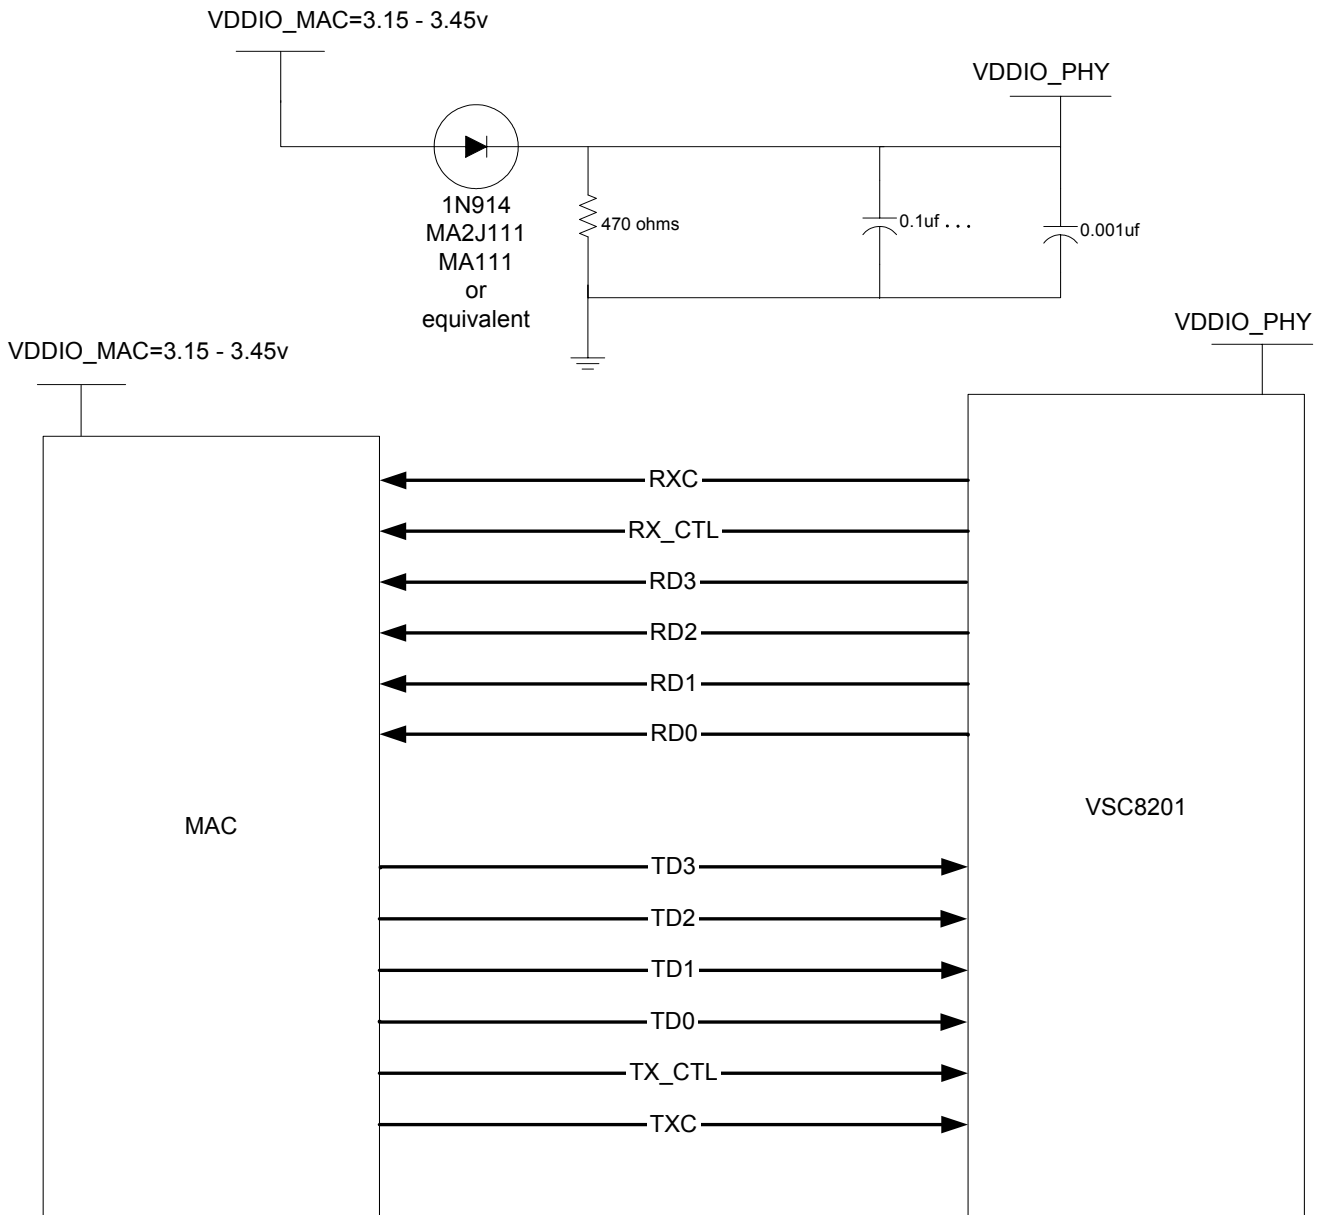 VDDIO_MAC=3.15 - 3.45v
VDDIO_PHY
1N914
MA2J111
MA111
or
equivalent
470 ohms
0.1uf . . .
0.001uf
VDDIO_PHY
VDDIO_MAC=3.15 - 3.45v
RXC
RX_CTL
RD3
RD2
RD1
RD0
MAC
VSC8201
TD3
TD2
TD1
TD0
TX_CTL
TXC